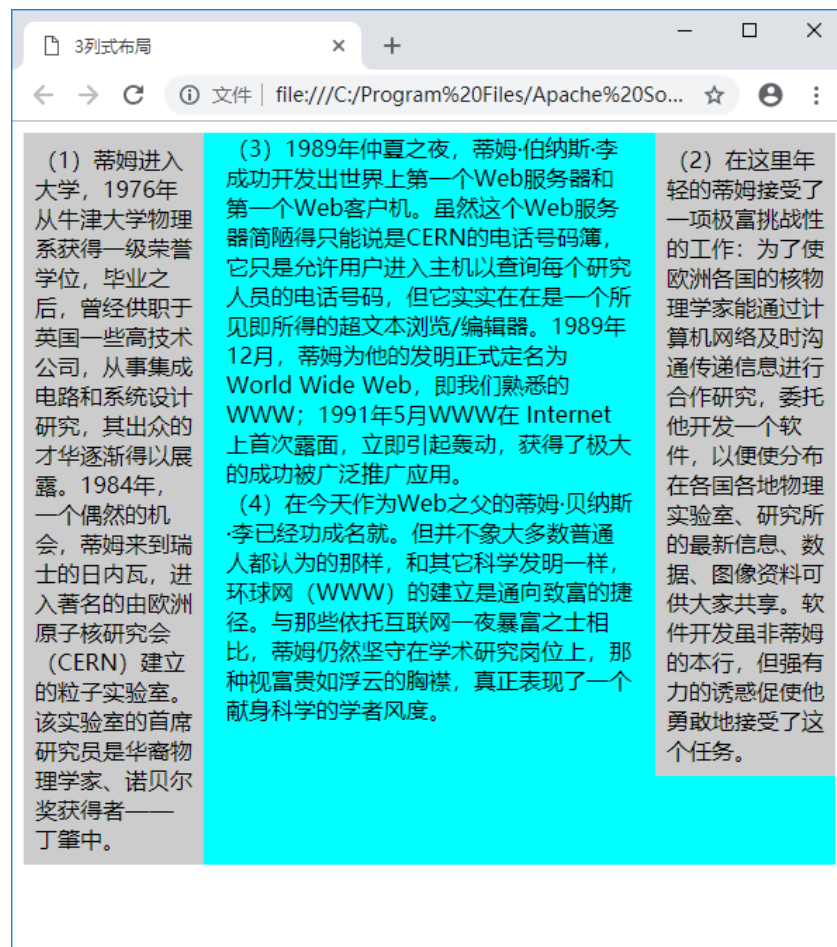 3列式布局
文件 file:///C:/Program%20Files/Apache%20So...
（1）蒂姆进入
大学，1976年
从牛津大学物理
系获得一级荣誉
学位，毕业之
后，曾经供职于
英国一些高技术
公司，从事集成
电路和系统设计
研究，其出众的
才华逐渐得以展
露。1984年，
一个偶然的机
会，蒂姆来到瑞
士的日内瓦，进
入著名的由欧洲
原子核研究会
（CERN）建立
的粒子实验室。
该实验室的首席
研究员是华裔物
理学家、诺贝尔
奖获得者——
丁肇中。
（3）1989年仲夏之夜，蒂姆·伯纳斯·李
成功开发出世界上第一个Web服务器和
第一个Web客户机。虽然这个Web服务
器简陋得只能说是CERN的电话号码簿，
它只是允许用户进入主机以查询每个研究
人员的电话号码，但它实实在在是一个所
见即所得的超文本浏览/编辑器。1989年
12月，蒂姆为他的发明正式定名为
World Wide Web，即我们熟悉的
WWW；1991年5月WWW在 Internet
上首次露面，立即引起轰动，获得了极大
的成功被广泛推广应用。
（4）在今天作为Web之父的蒂姆·贝纳斯
·李已经功成名就。但并不象大多数普通
人都认为的那样，和其它科学发明一样，
环球网（WWW）的建立是通向致富的捷
径。与那些依托互联网一夜暴富之士相
比，蒂姆仍然坚守在学术研究岗位上，那
种视富贵如浮云的胸襟，真正表现了一个
献身科学的学者风度。
（2）在这里年
轻的蒂姆接受了
一项极富挑战性
的工作：为了使
欧洲各国的核物
理学家能通过计
算机网络及时沟
通传递信息进行
合作研究，委托
他开发一个软
件，以便使分布
在各国各地物理
实验室、研究所
的最新信息、数
据、图像资料可
供大家共享。软
件开发虽非蒂姆
的本行，但强有
力的诱惑促使他
勇敢地接受了这
个任务。